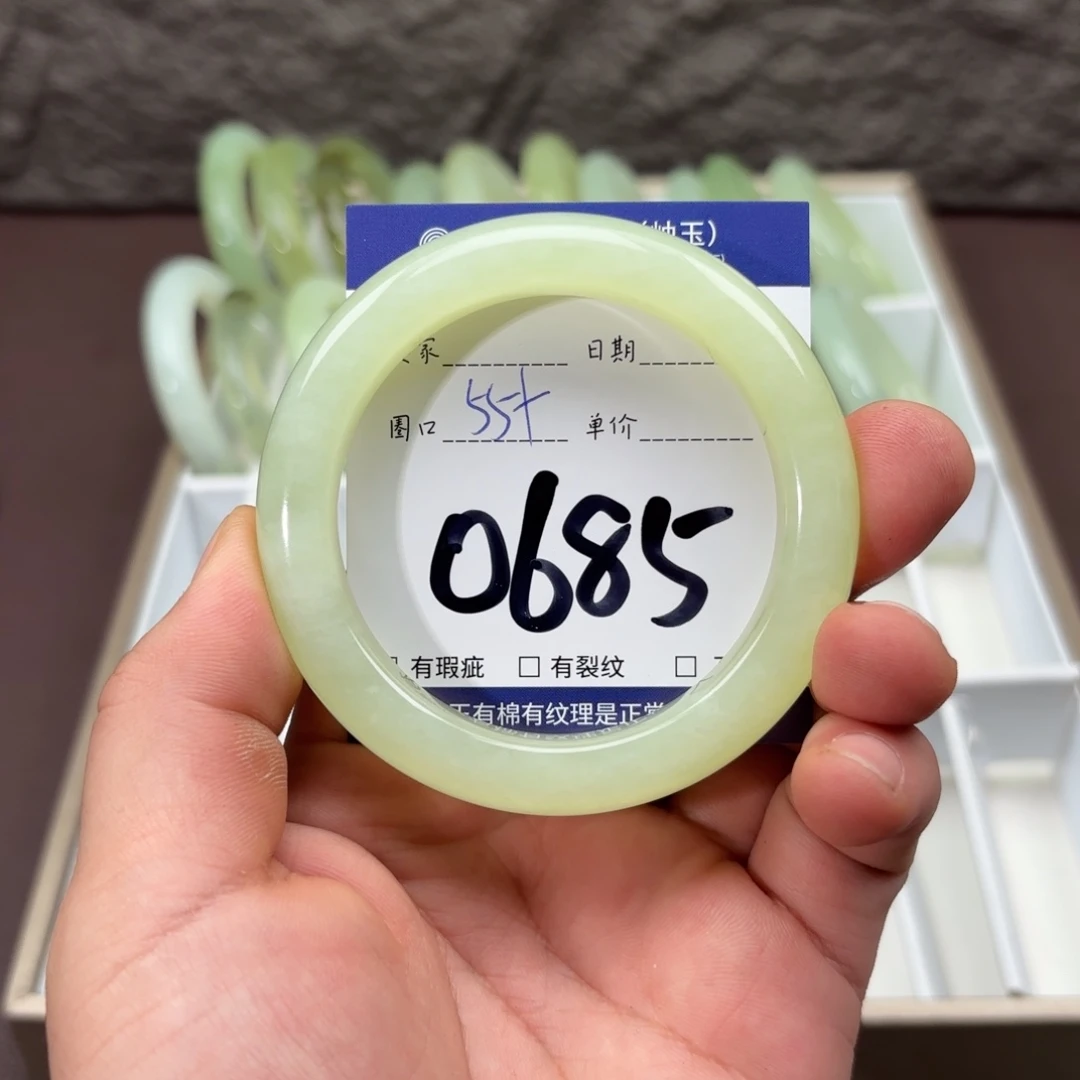 （岫玉）
家 日期
圈口 55+ 单价
0685
有瑕疵 □ 有裂纹 □
玉有棉有纹理是正常